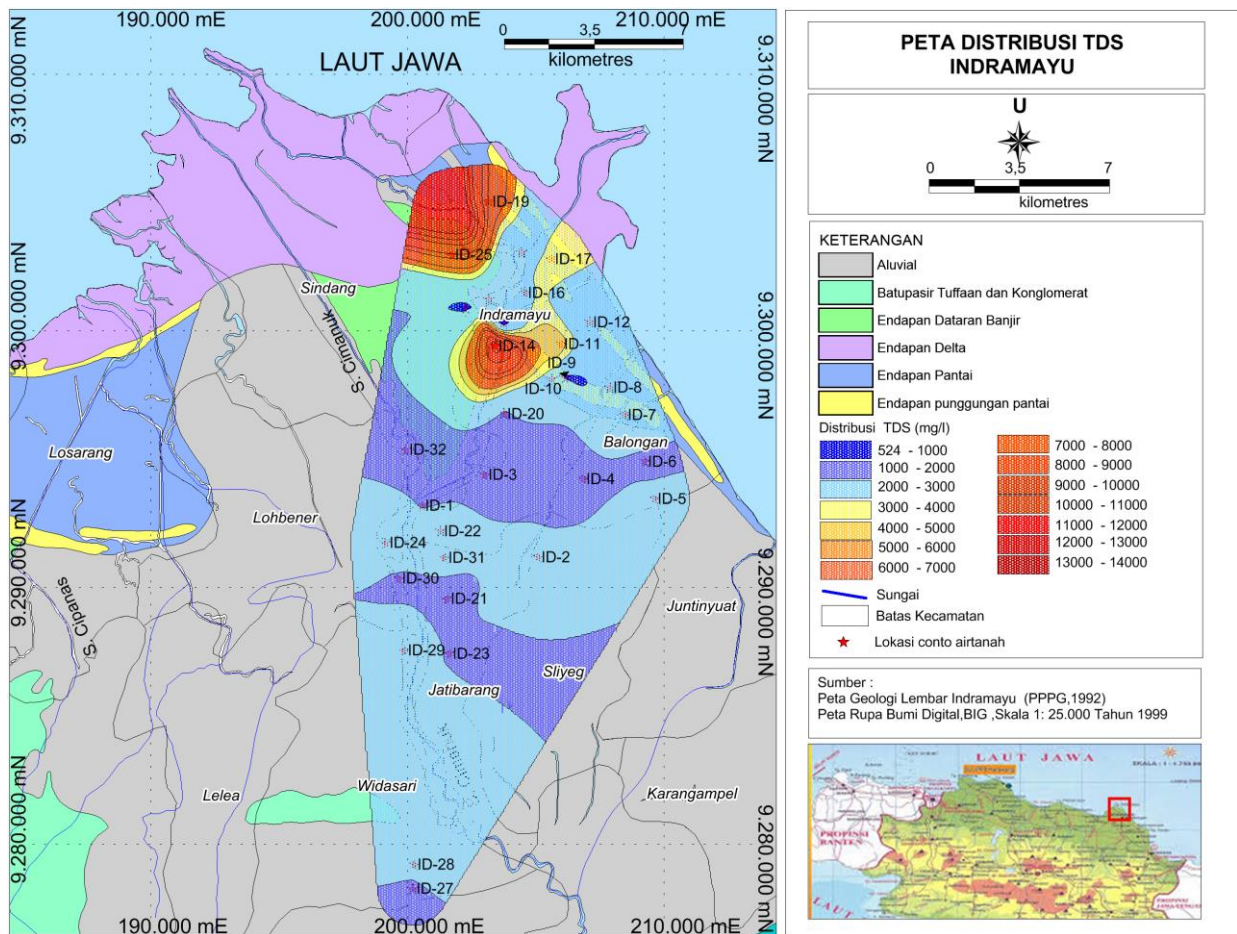 190.000 mE
200.000 mE
210.000 mE
0 3,5 7
kilometres
LAUT JAWA
9.310.000 mN
9.310.000 mN
ID-19
ID-25
ID-17
Sindang
ID-16
Indramayu
ID-12
9.300.000 mN
S. Cimanuk
ID-14
ID-11
9.300.000 mN
ID-9
ID-10
ID-8
ID-20
ID-7
Balongan
Losarang
ID-32
ID-6
ID-3
ID-4
ID-1
ID-5
Lohbener
ID-22
ID-24
ID-31
ID-2
9.290.000 mN
S. Cipanas
ID-30
ID-21
Juntinyuat
9.290.000 mN
ID-29
ID-23
Sliyeg
Jatibarang
Widasari
Lelea
Karangampel
9.280.000 mN
ID-28
ID-27
9.280.000 mN
190.000 mE
200.000 mE
210.000 mE
PETA DISTRIBUSI TDS
INDRAMAYU
U
0 3,5 7
kilometres
KETERANGAN
Aluvial
Batupasir Tuffaan dan Konglomerat
Endapan Dataran Banjir
Endapan Delta
Endapan Pantai
Endapan punggungan pantai
Distribusi TDS (mg/l)
524 - 1000
1000 - 2000
2000 - 3000
3000 - 4000
4000 - 5000
5000 - 6000
6000 - 7000
7000 - 8000
8000 - 9000
9000 - 10000
10000 - 11000
11000 - 12000
12000 - 13000
13000 - 14000
Sungai
Batas Kecamatan
Lokasi conto airtanah
Sumber :
Peta Geologi Lembar Indramayu (PPPG,1992)
Peta Rupa Bumi Digital,BIG ,Skala 1: 25.000 Tahun 1999
LAUT JAWA
PROPINSI
BANTEN
PROPINSI
LAUT